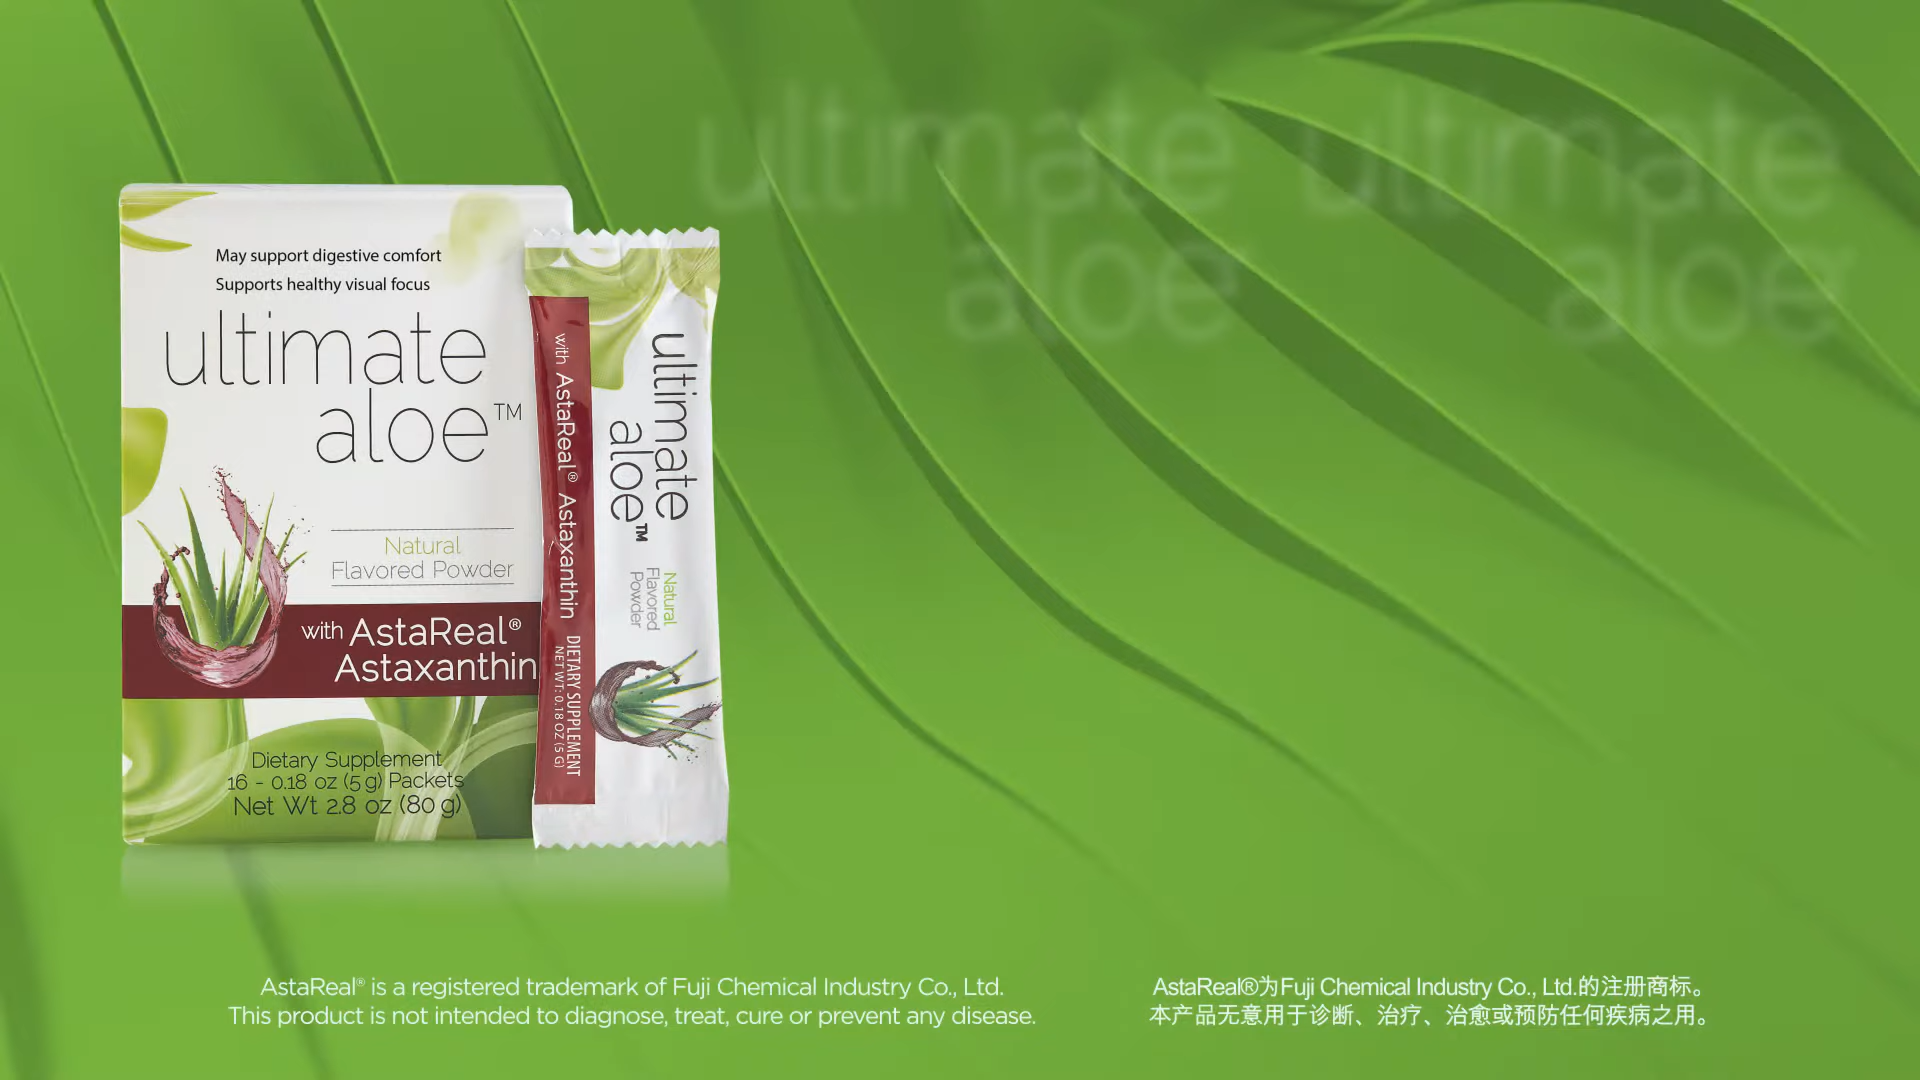 ultimate ultimate
aloe aloe
May support digestive comfort
Supports healthy visual focus
ultimate
aloe™
Natural
Flavored Powder
with AstaReal®
Astaxanthin
Dietary Supplement
16 - 0.18 oz (5 g) Packets
Net Wt 2.8 oz (80 g)
ultimate
aloe™
Natural
Flavored
Powder
with AstaReal® Astaxanthin DIETARY SUPPLEMENT
NET WT: 0.18 OZ (5 G)
AstaReal® is a registered trademark of Fuji Chemical Industry Co., Ltd.
This product is not intended to diagnose, treat, cure or prevent any disease.
AstaReal®为Fuji Chemical Industry Co., Ltd.的注册商标。
本产品无意用于诊断、治疗、治愈或预防任何疾病之用。